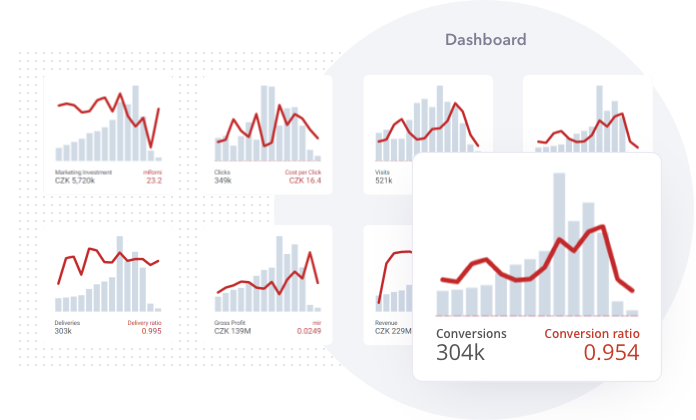 Dashboard
Marketing Investment
mROMI
CZK 5,720k
23.2
Clicks
Cost per Click
349k
CZK 16.4
Visits
521k
Conversions
Conversion ratio
304k
0.954
Deliveries
Delivery ratio
303k
0.995
Gross Profit
CZK 139M
0.0249
Revenue
CZK 229M